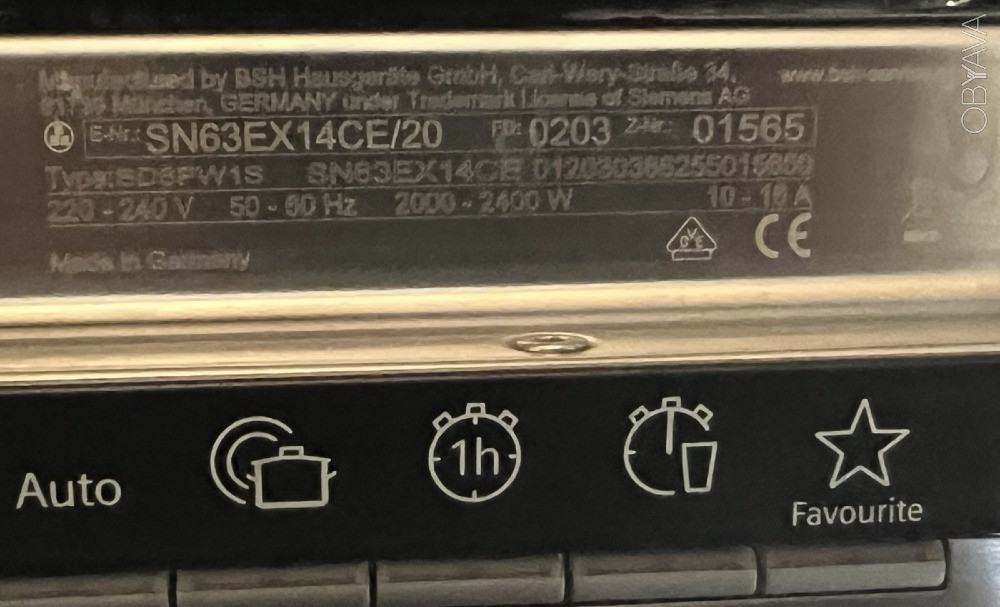 Manufactured by BSH Hausgeräte GmbH, Carl-Wery-Straße 34,
München, GERMANY under Trademark License of Siemens AG
E-Nr.: SN63EX14CE/20 FD: 0203 Z-Nr.: 01565
Type: SD6PW1S SN63EX14CE
220 - 240 V 50 - 60 Hz 2000 - 2400 W 10 - 16 A
OVE CE
Made in Germany
Auto
1h
Favourite
OBYAVA